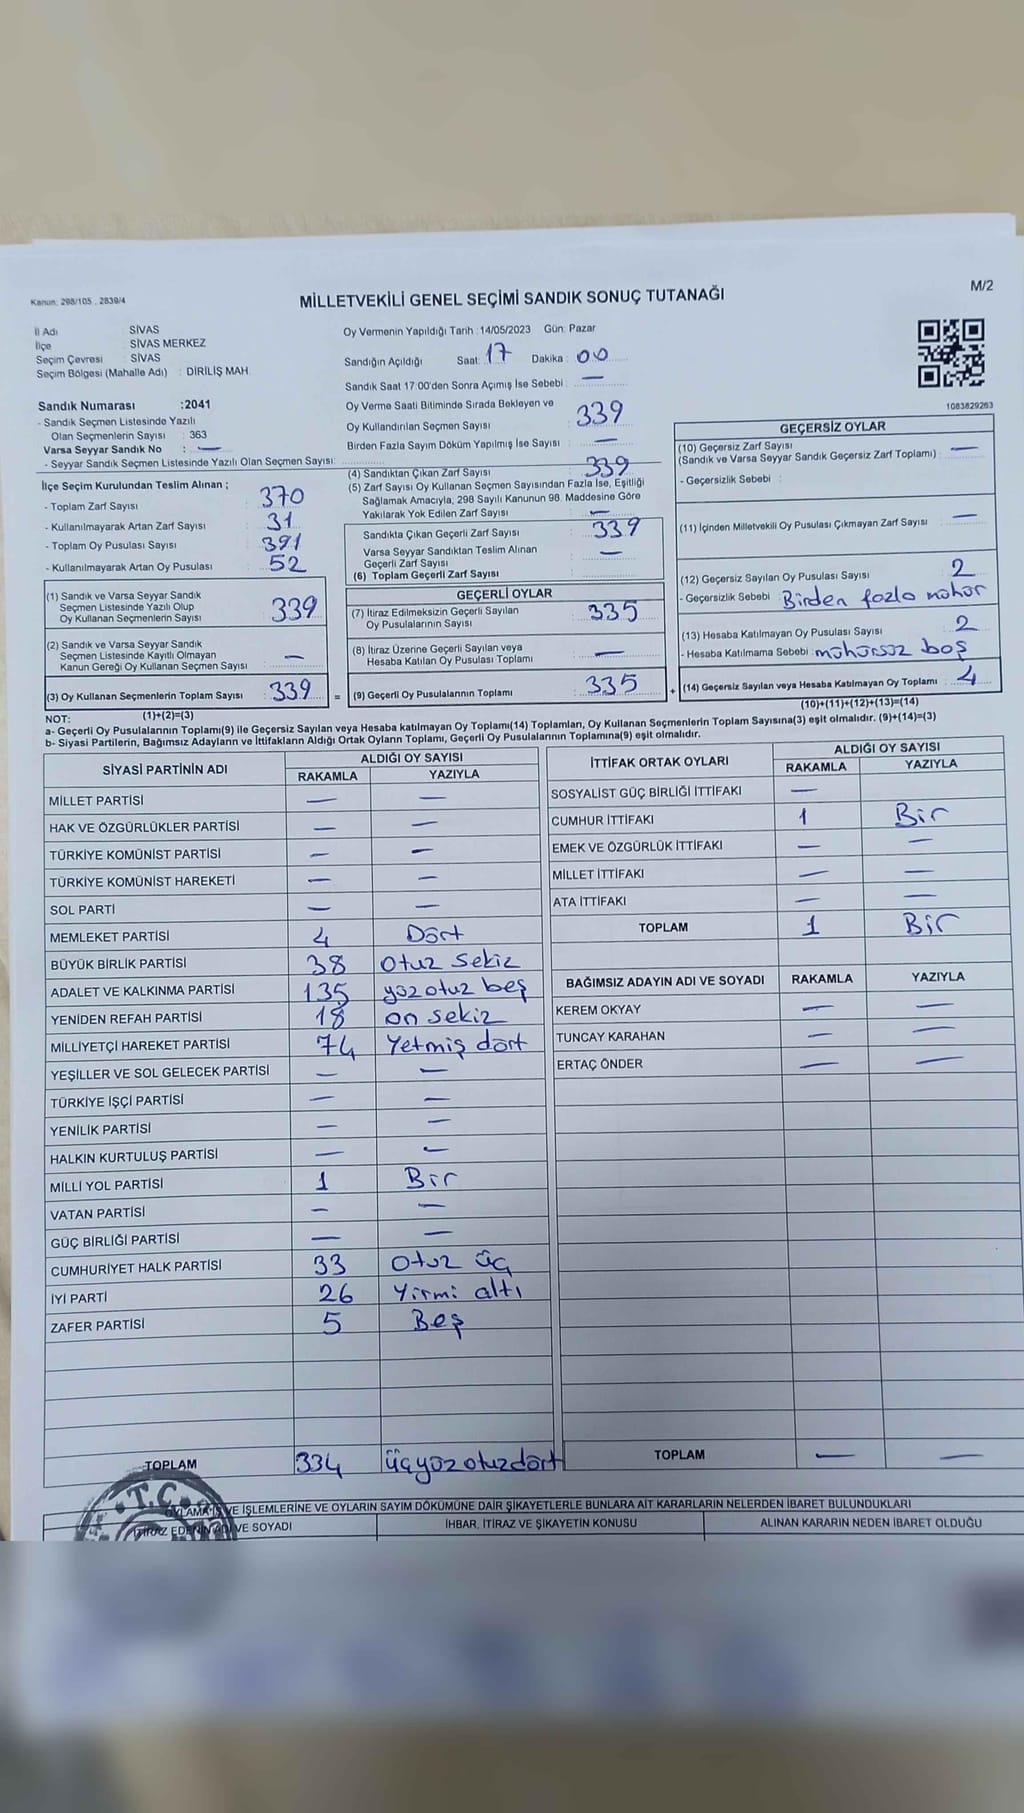 Kanun: 298/105 , 2839/4
MİLLETVEKİLİ GENEL SEÇİMİ SANDIK SONUÇ TUTANAĞI
M/2
İl Adı : SİVAS
İlçe : SİVAS MERKEZ
Seçim Çevresi : SİVAS
Seçim Bölgesi (Mahalle Adı) : DİRİLİŞ MAH.
Sandık Numarası :2041
- Sandık Seçmen Listesinde Yazılı
Olan Seçmenlerin Sayısı : 363
Varsa Seyyar Sandık No : —
- Seyyar Sandık Seçmen Listesinde Yazılı Olan Seçmen Sayısı:
İlçe Seçim Kurulundan Teslim Alınan ;
- Toplam Zarf Sayısı : 370
- Kullanılmayarak Artan Zarf Sayısı : 31
- Toplam Oy Pusulası Sayısı : 391
- Kullanılmayarak Artan Oy Pusulası : 52
(1) Sandık ve Varsa Seyyar Sandık
Seçmen Listesinde Yazılı Olup
Oy Kullanan Seçmenlerin Sayısı : 339
(2) Sandık ve Varsa Seyyar Sandık
Seçmen Listesinde Kayıtlı Olmayan
Kanun Gereği Oy Kullanan Seçmen Sayısı : —
(3) Oy Kullanan Seçmenlerin Toplam Sayısı : 339
(1)+(2)=(3)
Oy Vermenin Yapıldığı Tarih :14/05/2023 Gün: Pazar
Sandığın Açıldığı Saat: 17 Dakika : 00
Sandık Saat 17:00'den Sonra Açımış İse Sebebi : —
Oy Verme Saati Bitiminde Sırada Bekleyen ve
Oy Kullandırılan Seçmen Sayısı : 339
Birden Fazla Sayım Döküm Yapılmış İse Sayısı : —
(4) Sandıktan Çıkan Zarf Sayısı : 339
(5) Zarf Sayısı Oy Kullanan Seçmen Sayısından Fazla İse, Eşitliği
Sağlamak Amacıyla, 298 Sayılı Kanunun 98. Maddesine Göre
Yakılarak Yok Edilen Zarf Sayısı : —
Sandıkta Çıkan Geçerli Zarf Sayısı : 339
Varsa Seyyar Sandıktan Teslim Alınan
Geçerli Zarf Sayısı : —
(6) Toplam Geçerli Zarf Sayısı :
GEÇERLİ OYLAR
(7) İtiraz Edilmeksizin Geçerli Sayılan
Oy Pusulalarının Sayısı : 335
(8) İtiraz Üzerine Geçerli Sayılan veya
Hesaba Katılan Oy Pusulası Toplamı : —
= (9) Geçerli Oy Pusulalarının Toplamı : 335 +
1083829263
GEÇERSİZ OYLAR
(10) Geçersiz Zarf Sayısı
(Sandık ve Varsa Seyyar Sandık Geçersiz Zarf Toplamı) : —
- Geçersizlik Sebebi :
(11) İçinden Milletvekili Oy Pusulası Çıkmayan Zarf Sayısı : —
(12) Geçersiz Sayılan Oy Pusulası Sayısı : 2
- Geçersizlik Sebebi : Birden fazla mühür
(13) Hesaba Katılmayan Oy Pusulası Sayısı : 2
- Hesaba Katılmama Sebebi : mühürsüz boş
(14) Geçersiz Sayılan veya Hesaba Katılmayan Oy Toplamı : 4
(10)+(11)+(12)+(13)=(14)
NOT:
a- Geçerli Oy Pusulalarının Toplamı(9) ile Geçersiz Sayılan veya Hesaba katılmayan Oy Toplamı(14) Toplamları, Oy Kullanan Seçmenlerin Toplam Sayısına(3) eşit olmalıdır. (9)+(14)=(3)
b- Siyasi Partilerin, Bağımsız Adayların ve İttifakların Aldığı Ortak Oyların Toplamı, Geçerli Oy Pusulalarının Toplamına(9) eşit olmalıdır.
SİYASİ PARTİNİN ADI ALDIĞI OY SAYISI
RAKAMLA YAZIYLA
MİLLET PARTİSİ — —
HAK VE ÖZGÜRLÜKLER PARTİSİ — —
TÜRKİYE KOMÜNİST PARTİSİ — —
TÜRKİYE KOMÜNİST HAREKETİ — —
SOL PARTİ — —
MEMLEKET PARTİSİ 4 Dört
BÜYÜK BİRLİK PARTİSİ 38 Otuz sekiz
ADALET VE KALKINMA PARTİSİ 135 yüz otuz beş
YENİDEN REFAH PARTİSİ 18 on sekiz
MİLLİYETÇİ HAREKET PARTİSİ 74 Yetmiş dört
YEŞİLLER VE SOL GELECEK PARTİSİ — —
TÜRKİYE İŞÇİ PARTİSİ — —
YENİLİK PARTİSİ — —
HALKIN KURTULUŞ PARTİSİ — —
MİLLİ YOL PARTİSİ 1 Bir
VATAN PARTİSİ — —
GÜÇ BİRLİĞİ PARTİSİ — —
CUMHURİYET HALK PARTİSİ 33 Otuz üç
İYİ PARTİ 26 Yirmi altı
ZAFER PARTİSİ 5 Beş
TOPLAM 334 üçyüzotuzdört
İTTİFAK ORTAK OYLARI ALDIĞI OY SAYISI
RAKAMLA YAZIYLA
SOSYALİST GÜÇ BİRLİĞİ İTTİFAKI —
CUMHUR İTTİFAKI 1 Bir
EMEK VE ÖZGÜRLÜK İTTİFAKI — —
MİLLET İTTİFAKI — —
ATA İTTİFAKI — —
TOPLAM 1 Bir
BAĞIMSIZ ADAYIN ADI VE SOYADI RAKAMLA YAZIYLA
KEREM OKYAY — —
TUNCAY KARAHAN — —
ERTAÇ ÖNDER — —
TOPLAM — —
T.C.
OYLAMA İŞ VE İŞLEMLERİNE VE OYLARIN SAYIM DÖKÜMÜNE DAİR ŞİKAYETLERLE BUNLARA AİT KARARLARIN NELERDEN İBARET BULUNDUKLARI
İTİRAZ EDENİN ADI VE SOYADI İHBAR, İTİRAZ VE ŞİKAYETİN KONUSU ALINAN KARARIN NEDEN İBARET OLDUĞU